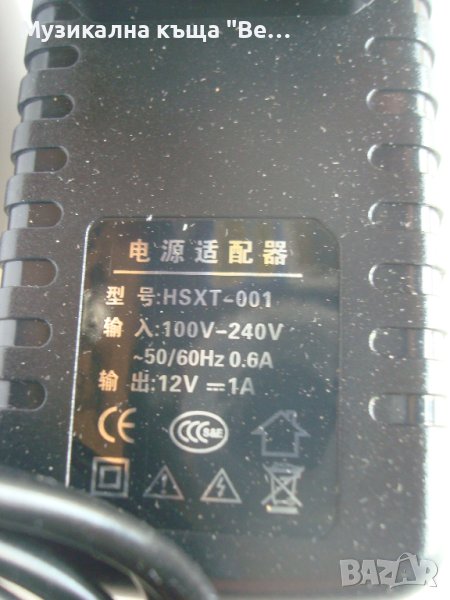 Музикална къща "Ве...
电源适配器
型 号:HSXT-001
输 入:100V-240V
~50/60Hz 0.6A
输 出:12V⎓1A
CE CCC S&E
BAZAR